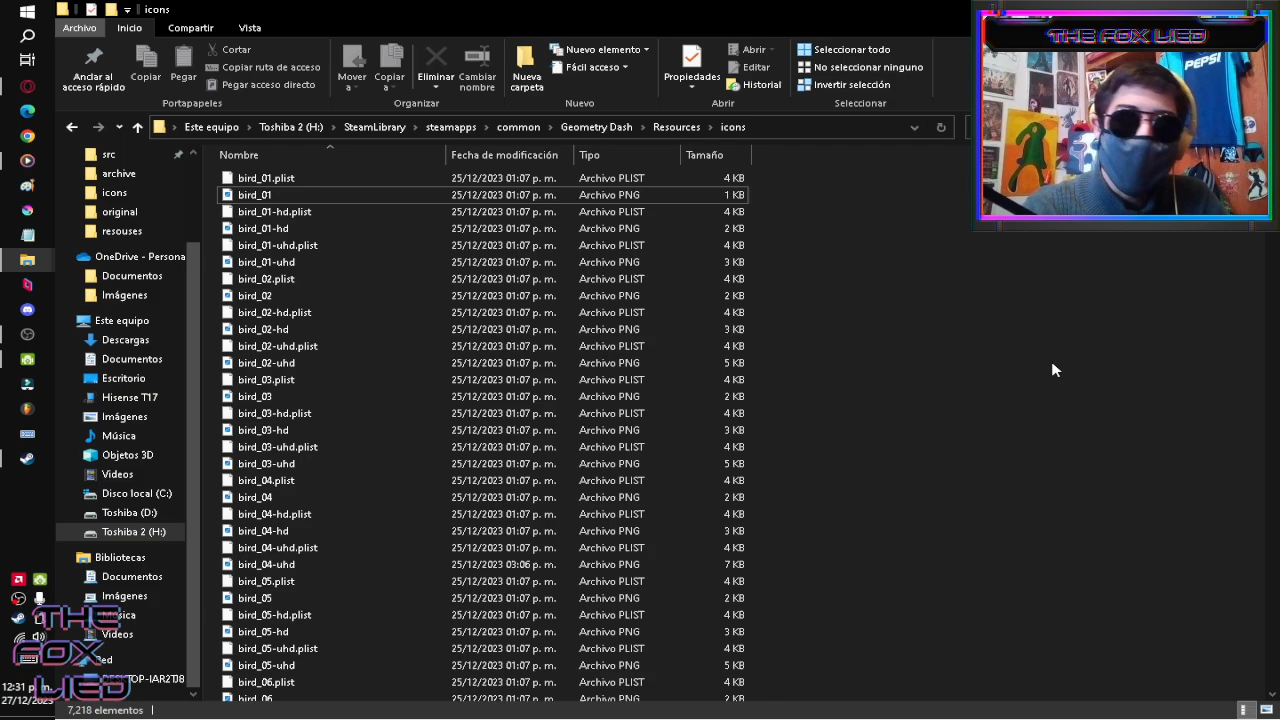 icons
Archivo Inicio Compartir Vista
Anclar al acceso rápido
Copiar
Pegar
Cortar
Copiar ruta de acceso
Pegar acceso directo
Portapapeles
Mover a
Copiar a
Eliminar
Cambiar nombre
Organizar
Nueva carpeta
Nuevo elemento
Fácil acceso
Nuevo
Propiedades
Abrir
Editar
Historial
Abrir
Seleccionar todo
No seleccionar ninguno
Invertir selección
Seleccionar
THE FOX LIED
PEPSI
Este equipo > Toshiba 2 (H:) > SteamLibrary > steamapps > common > Geometry Dash > Resources > icons
src
archive
icons
original
resouses
OneDrive - Persona
Documentos
Imágenes
Este equipo
Descargas
Documentos
Escritorio
Hisense T17
Imágenes
Música
Objetos 3D
Videos
Disco local (C:)
Toshiba (D:)
Toshiba 2 (H:)
Bibliotecas
Documentos
Imágenes
Música
Videos
Red
DESKTOP-IAR2TJ8
Nombre Fecha de modificación Tipo Tamaño
bird_01.plist 25/12/2023 01:07 p. m. Archivo PLIST 4 KB
bird_01 25/12/2023 01:07 p. m. Archivo PNG 1 KB
bird_01-hd.plist 25/12/2023 01:07 p. m. Archivo PLIST 4 KB
bird_01-hd 25/12/2023 01:07 p. m. Archivo PNG 2 KB
bird_01-uhd.plist 25/12/2023 01:07 p. m. Archivo PLIST 4 KB
bird_01-uhd 25/12/2023 01:07 p. m. Archivo PNG 3 KB
bird_02.plist 25/12/2023 01:07 p. m. Archivo PLIST 4 KB
bird_02 25/12/2023 01:07 p. m. Archivo PNG 2 KB
bird_02-hd.plist 25/12/2023 01:07 p. m. Archivo PLIST 4 KB
bird_02-hd 25/12/2023 01:07 p. m. Archivo PNG 3 KB
bird_02-uhd.plist 25/12/2023 01:07 p. m. Archivo PLIST 4 KB
bird_02-uhd 25/12/2023 01:07 p. m. Archivo PNG 5 KB
bird_03.plist 25/12/2023 01:07 p. m. Archivo PLIST 4 KB
bird_03 25/12/2023 01:07 p. m. Archivo PNG 2 KB
bird_03-hd.plist 25/12/2023 01:07 p. m. Archivo PLIST 4 KB
bird_03-hd 25/12/2023 01:07 p. m. Archivo PNG 3 KB
bird_03-uhd.plist 25/12/2023 01:07 p. m. Archivo PLIST 4 KB
bird_03-uhd 25/12/2023 01:07 p. m. Archivo PNG 5 KB
bird_04.plist 25/12/2023 01:07 p. m. Archivo PLIST 4 KB
bird_04 25/12/2023 01:07 p. m. Archivo PNG 2 KB
bird_04-hd.plist 25/12/2023 01:07 p. m. Archivo PLIST 4 KB
bird_04-hd 25/12/2023 01:07 p. m. Archivo PNG 3 KB
bird_04-uhd.plist 25/12/2023 01:07 p. m. Archivo PLIST 4 KB
bird_04-uhd 25/12/2023 03:06 p. m. Archivo PNG 7 KB
bird_05.plist 25/12/2023 01:07 p. m. Archivo PLIST 4 KB
bird_05 25/12/2023 01:07 p. m. Archivo PNG 2 KB
bird_05-hd.plist 25/12/2023 01:07 p. m. Archivo PLIST 4 KB
bird_05-hd 25/12/2023 01:07 p. m. Archivo PNG 3 KB
bird_05-uhd.plist 25/12/2023 01:07 p. m. Archivo PLIST 4 KB
bird_05-uhd 25/12/2023 01:07 p. m. Archivo PNG 5 KB
bird_06.plist 25/12/2023 01:07 p. m. Archivo PLIST 4 KB
bird_06 25/12/2023 01:07 p. m. Archivo PNG 2 KB
THE
FOX
LIED
12:31 p. m.
27/12/2023
7,218 elementos